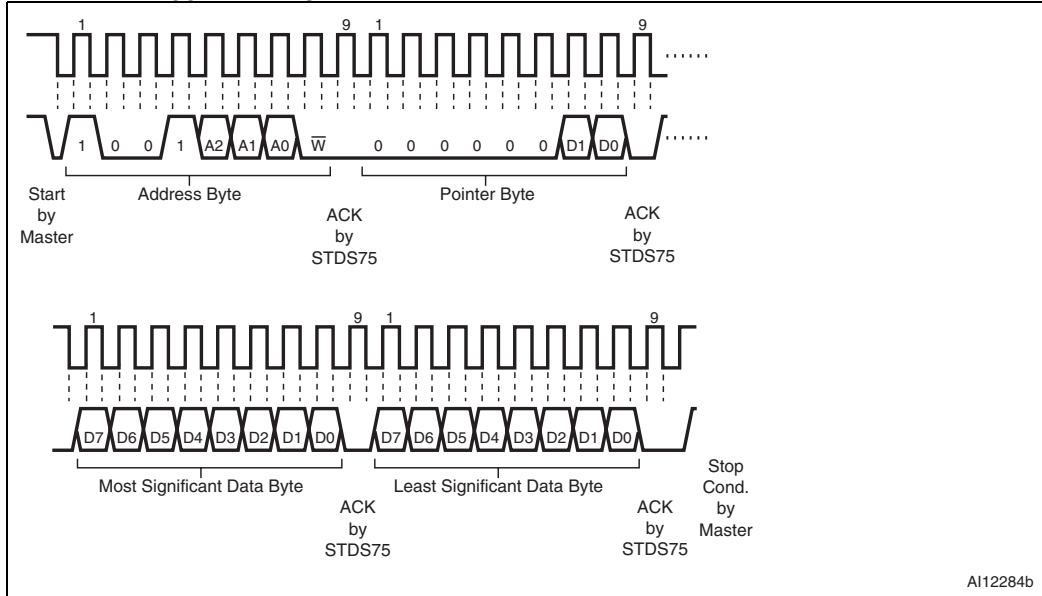 1 9 1 9
1 0 0 1 A2 A1 A0 W̅ 0 0 0 0 0 0 D1 D0
Start
by
Master
Address Byte
Pointer Byte
ACK
by
STDS75
ACK
by
STDS75
1 9 1 9
D7 D6 D5 D4 D3 D2 D1 D0 D7 D6 D5 D4 D3 D2 D1 D0
Most Significant Data Byte
Least Significant Data Byte
ACK
by
STDS75
ACK
by
STDS75
Stop
Cond.
by
Master
AI12284b